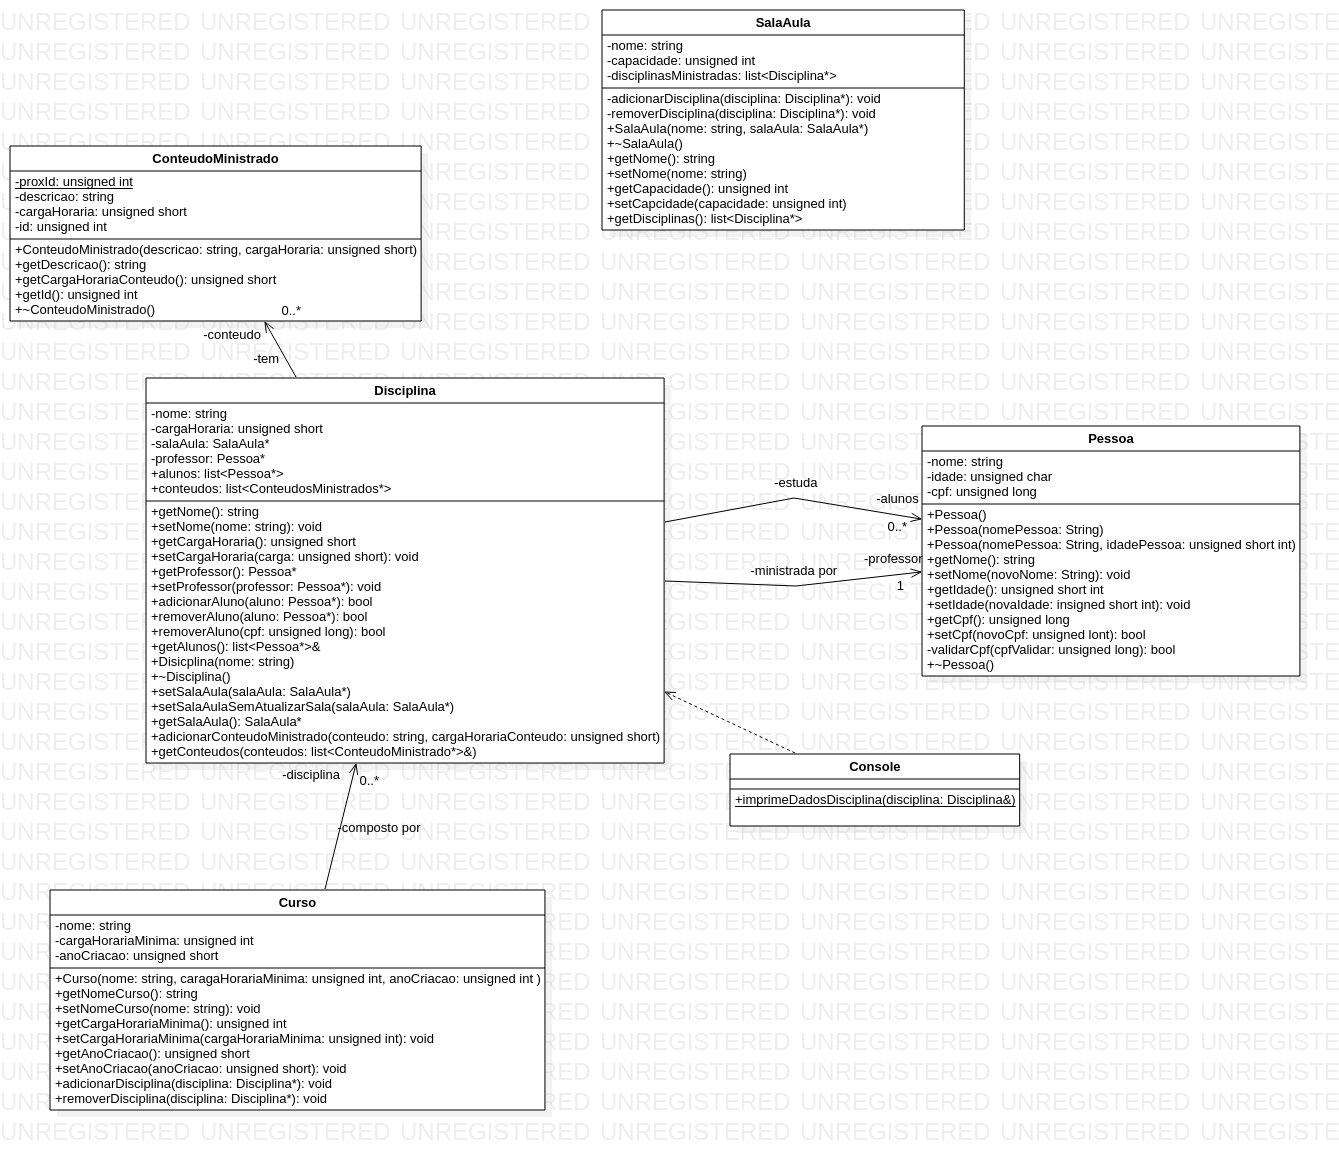 SalaAula
-nome: string
-capacidade: unsigned int
-disciplinasMinistradas: list<Disciplina*>
-adicionarDisciplina(disciplina: Disciplina*): void
-removerDisciplina(disciplina: Disciplina*): void
+SalaAula(nome: string, salaAula: SalaAula*)
+~SalaAula()
+getNome(): string
+setNome(nome: string)
+getCapacidade(): unsigned int
+setCapcidade(capacidade: unsigned int)
+getDisciplinas(): list<Disciplina*>
ConteudoMinistrado
-proxId: unsigned int
-descricao: string
-cargaHoraria: unsigned short
-id: unsigned int
+ConteudoMinistrado(descricao: string, cargaHoraria: unsigned short)
+getDescricao(): string
+getCargaHorariaConteudo(): unsigned short
+getId(): unsigned int
+~ConteudoMinistrado()
0..*
-conteudo
-tem
Disciplina
-nome: string
-cargaHoraria: unsigned short
-salaAula: SalaAula*
-professor: Pessoa*
+alunos: list<Pessoa*>
+conteudos: list<ConteudosMinistrados*>
+getNome(): string
+setNome(nome: string): void
+getCargaHoraria(): unsigned short
+setCargaHoraria(carga: unsigned short): void
+getProfessor(): Pessoa*
+setProfessor(professor: Pessoa*): void
+adicionarAluno(aluno: Pessoa*): bool
+removerAluno(aluno: Pessoa*): bool
+removerAluno(cpf: unsigned long): bool
+getAlunos(): list<Pessoa*>&
+Disicplina(nome: string)
+~Disciplina()
+setSalaAula(salaAula: SalaAula*)
+setSalaAulaSemAtualizarSala(salaAula: SalaAula*)
+getSalaAula(): SalaAula*
+adicionarConteudoMinistrado(conteudo: string, cargaHorariaConteudo: unsigned short)
+getConteudos(conteudos: list<ConteudoMinistrado*>&)
-estuda
-alunos
0..*
-ministrada por
-professor
1
Pessoa
-nome: string
-idade: unsigned char
-cpf: unsigned long
+Pessoa()
+Pessoa(nomePessoa: String)
+Pessoa(nomePessoa: String, idadePessoa: unsigned short int)
+getNome(): string
+setNome(novoNome: String): void
+getIdade(): unsigned short int
+setIdade(novaIdade: insigned short int): void
+getCpf(): unsigned long
+setCpf(novoCpf: unsigned lont): bool
-validarCpf(cpfValidar: unsigned long): bool
+~Pessoa()
Console
+imprimeDadosDisciplina(disciplina: Disciplina&)
-disciplina
0..*
-composto por
Curso
-nome: string
-cargaHorariaMinima: unsigned int
-anoCriacao: unsigned short
+Curso(nome: string, caragaHorariaMinima: unsigned int, anoCriacao: unsigned int )
+getNomeCurso(): string
+setNomeCurso(nome: string): void
+getCargaHorariaMinima(): unsigned int
+setCargaHorariaMinima(cargaHorariaMinima: unsigned int): void
+getAnoCriacao(): unsigned short
+setAnoCriacao(anoCriacao: unsigned short): void
+adicionarDisciplina(disciplina: Disciplina*): void
+removerDisciplina(disciplina: Disciplina*): void
UNREGISTERED UNREGISTERED UNREGISTERED UNREGISTERED UNREGISTERED UNREGISTERED